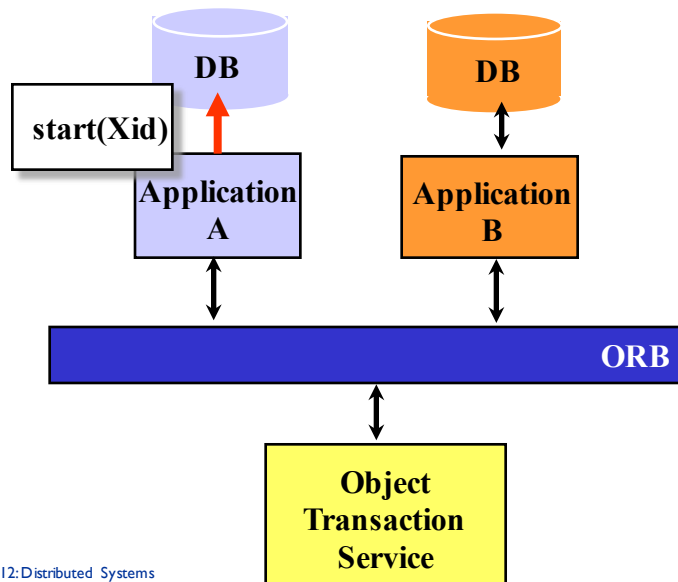 DB
DB
start(Xid)
Application
A
Application
B
ORB
Object
Transaction
Service
12: Distributed Systems